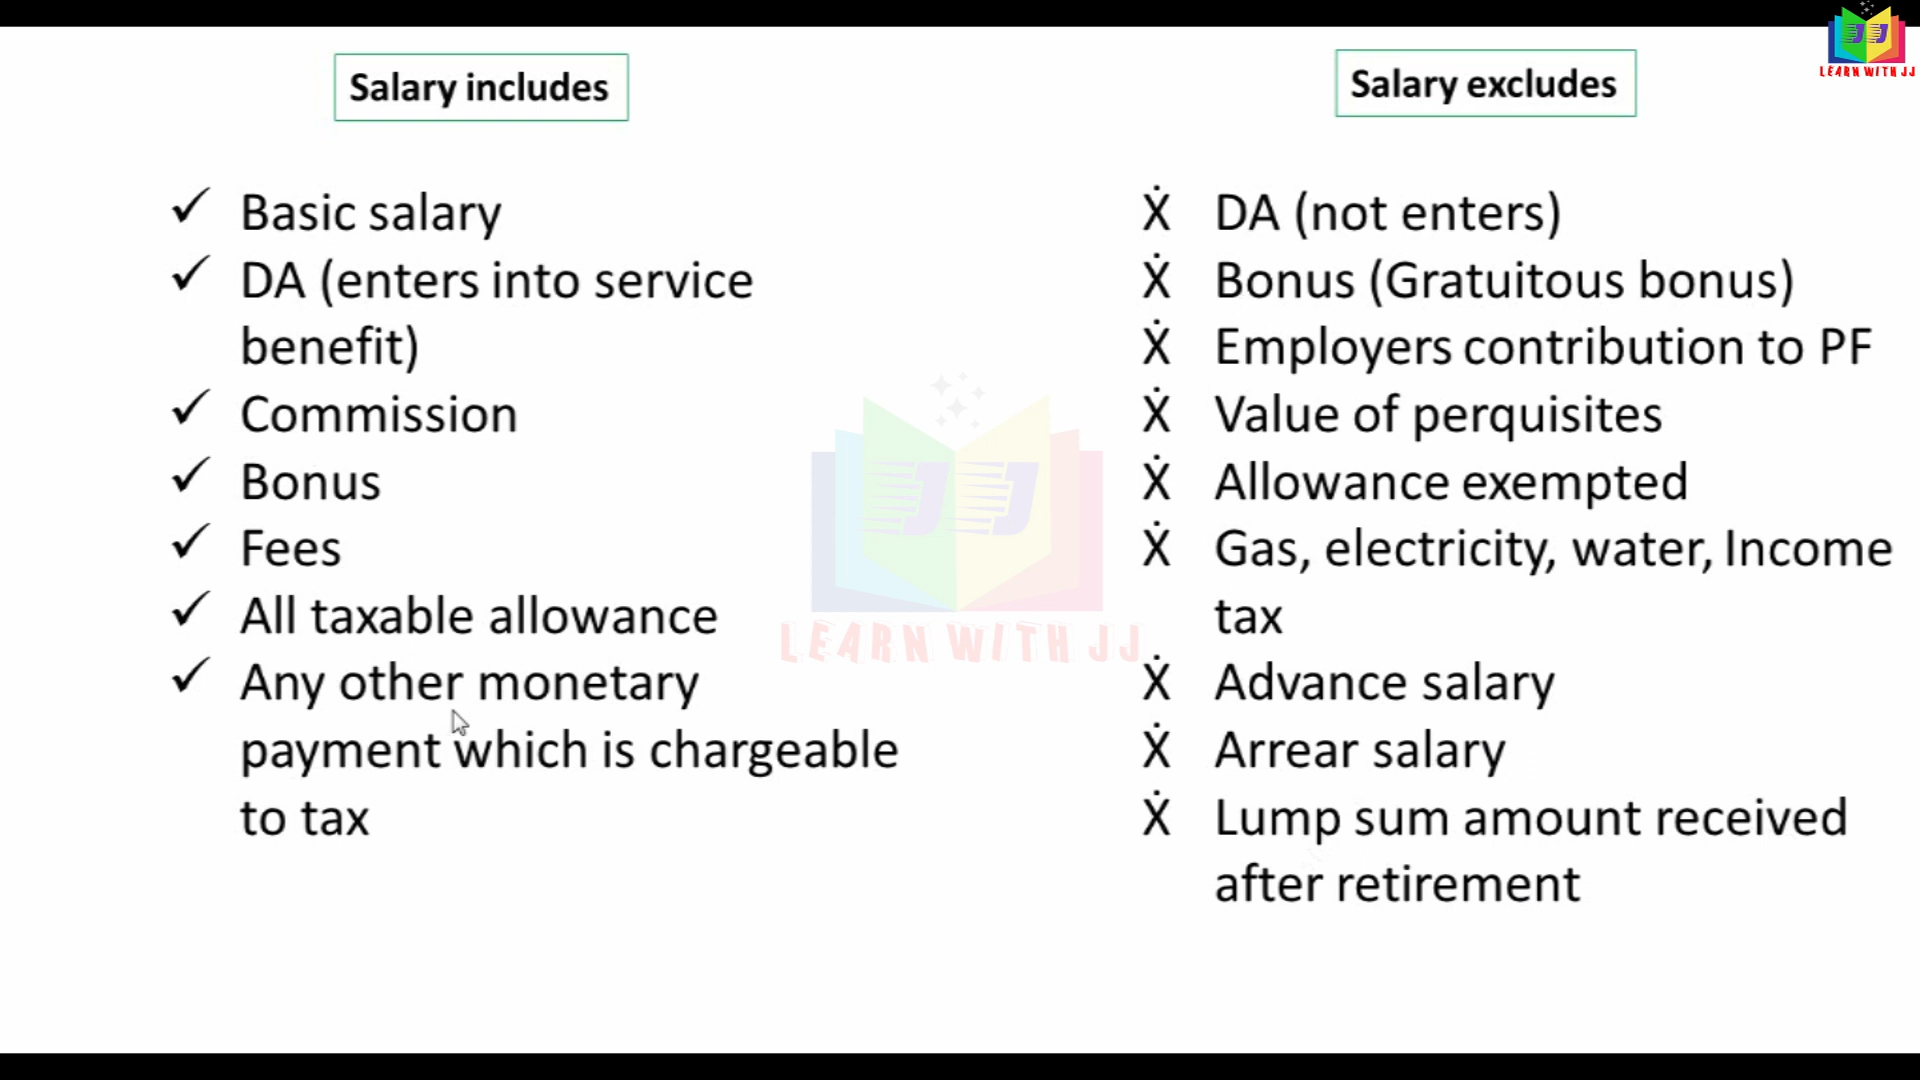 Salary includes
✓ Basic salary
✓ DA (enters into service
benefit)
✓ Commission
✓ Bonus
✓ Fees
✓ All taxable allowance
✓ Any other monetary
payment which is chargeable
to tax
Salary excludes
Ẋ DA (not enters)
Ẋ Bonus (Gratuitous bonus)
Ẋ Employers contribution to PF
Ẋ Value of perquisites
Ẋ Allowance exempted
Ẋ Gas, electricity, water, Income
tax
Ẋ Advance salary
Ẋ Arrear salary
Ẋ Lump sum amount received
after retirement
JJ
LEARN WITH JJ
JJ
LEARN WITH JJ